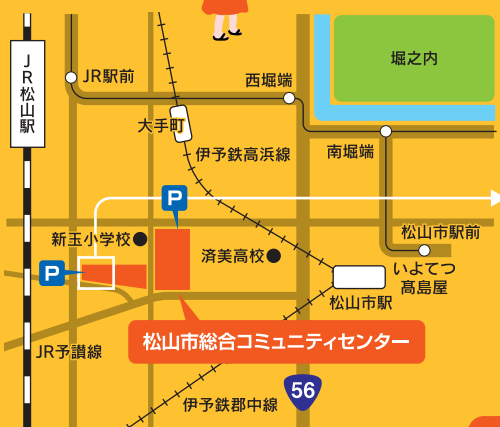 JR松山駅
JR駅前
西堀端
堀之内
大手町
伊予鉄高浜線
南堀端
P
松山市駅前
新玉小学校
済美高校
P
いよてつ
髙島屋
松山市駅
松山市総合コミュニティセンター
JR予讃線
56
伊予鉄郡中線